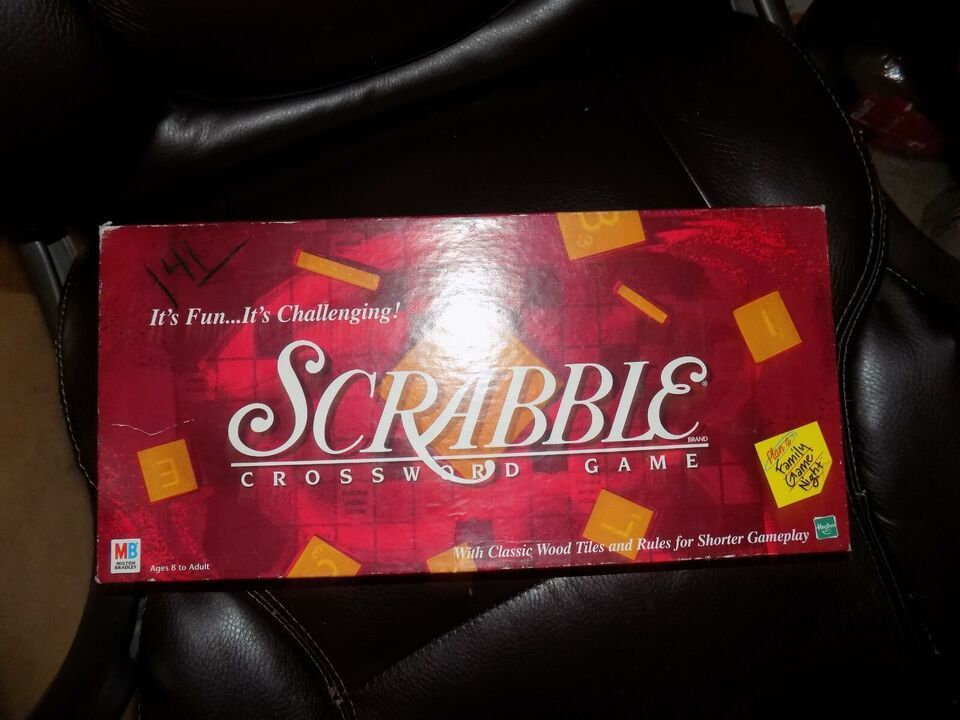 141
It's Fun...It's Challenging!
SCRABBLE®
BRAND
CROSSWORD GAME
Plan a
Family
Game
Night
With Classic Wood Tiles and Rules for Shorter Gameplay
Hasbro
MB
MILTON
BRADLEY
Ages 8 to Adult